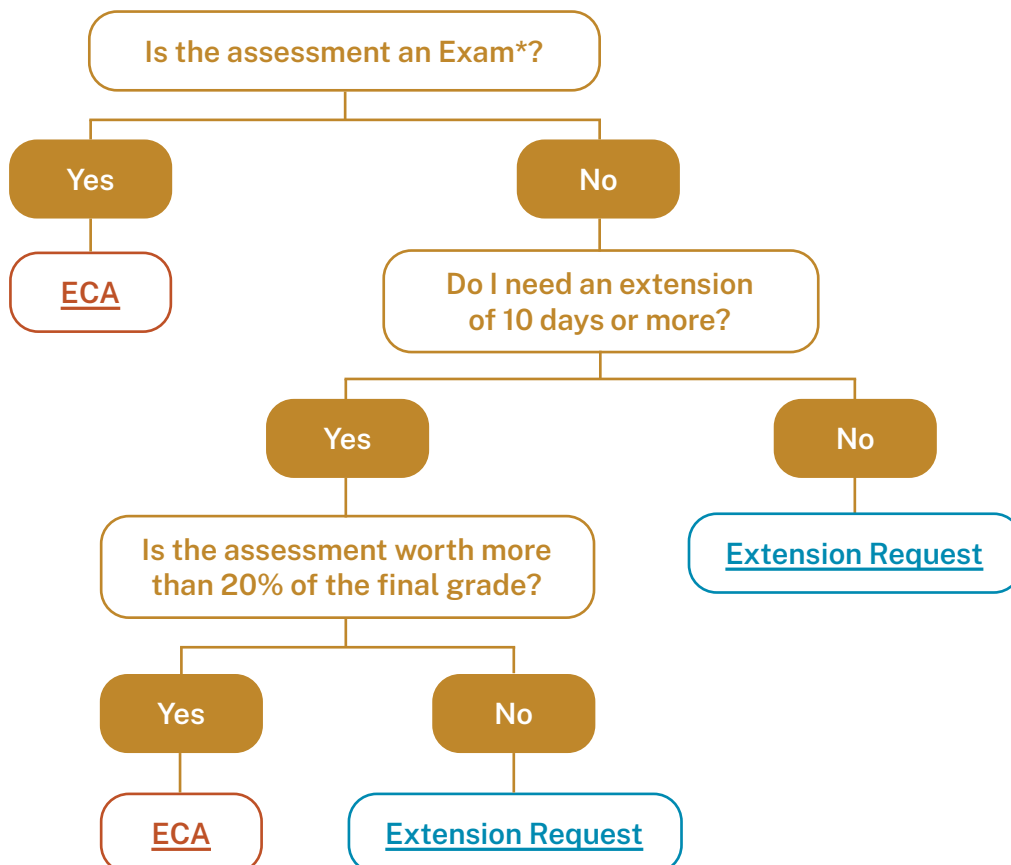 Is the assessment an Exam*?
Yes
No
ECA
Do I need an extension
of 10 days or more?
Yes
No
Is the assessment worth more
than 20% of the final grade?
Extension Request
Yes
No
ECA
Extension Request